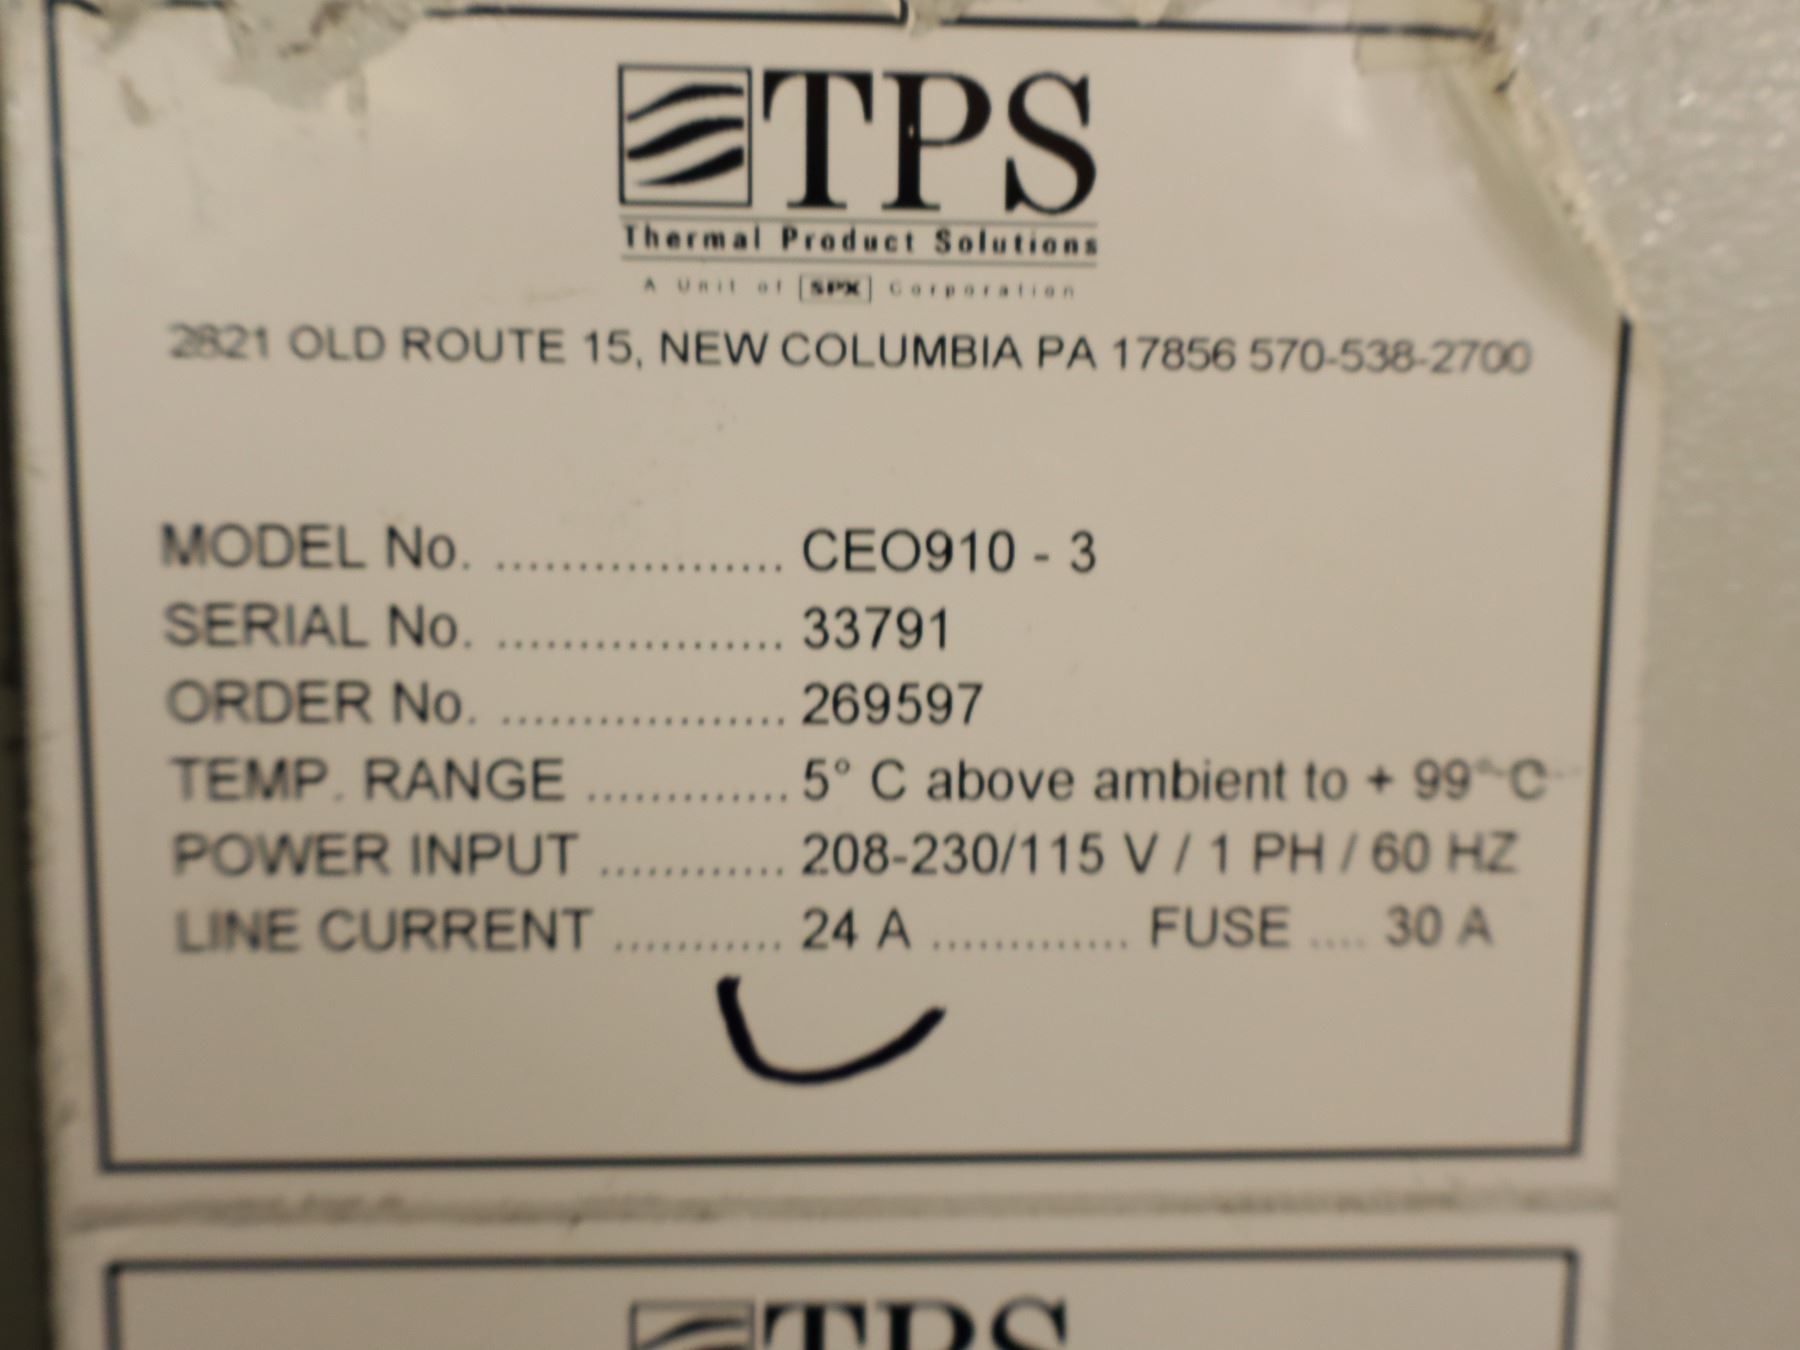 TPS
Thermal Product Solutions
A Unit of SPX Corporation
2821 OLD ROUTE 15, NEW COLUMBIA PA 17856 570-538-2700
MODEL No. .................. CEO910 - 3
SERIAL No. .................. 33791
ORDER No. .................. 269597
TEMP. RANGE ............. 5° C above ambient to + 99° C
POWER INPUT ............ 208-230/115 V / 1 PH / 60 HZ
LINE CURRENT ........... 24 A ............. FUSE .... 30 A
TPS